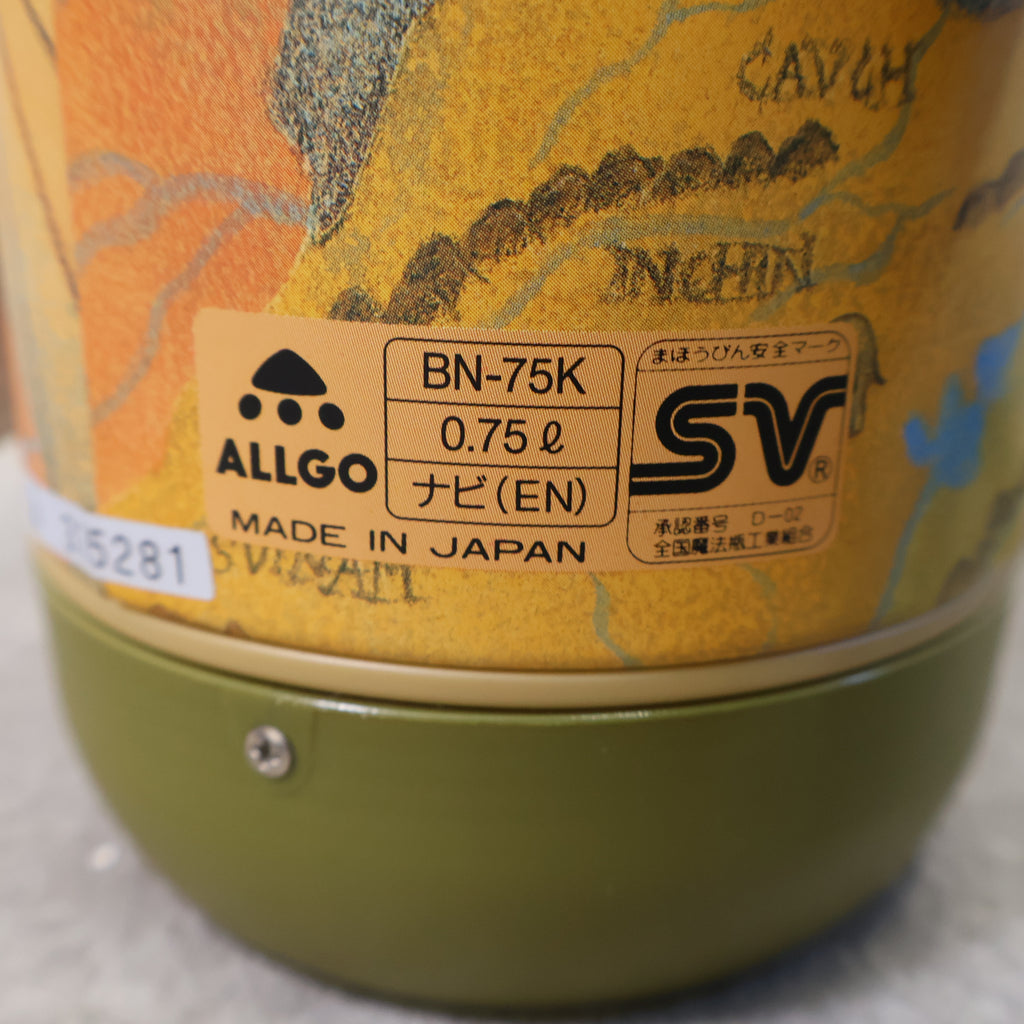 CAVCH
INCHIN
BN-75K
0.75ℓ
ナビ(EN)
ALLGO
MADE IN JAPAN
まほうびん安全マーク
SV®
承認番号 D-02
全国魔法瓶工業組合
5281